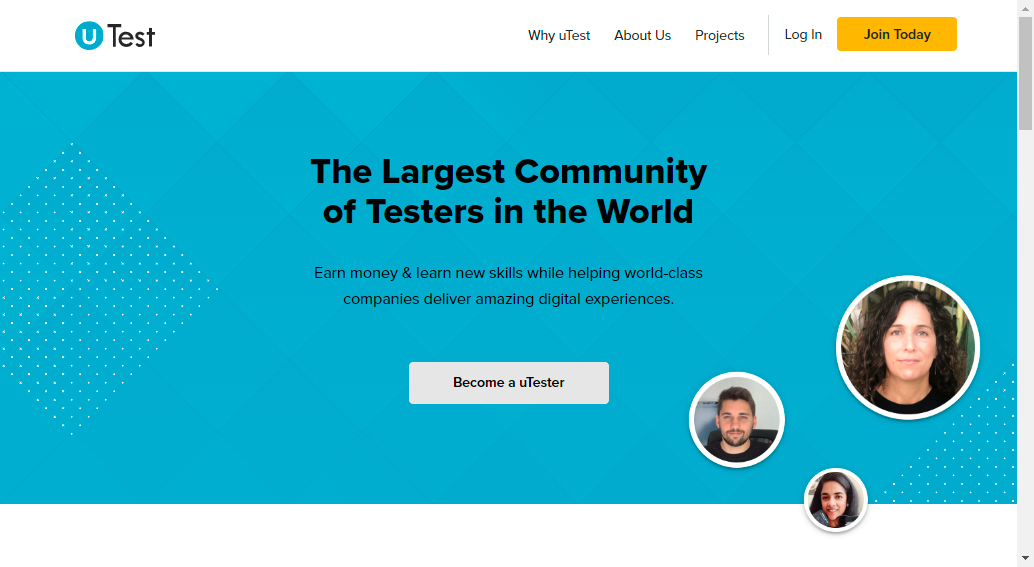 uTest
Why uTest
About Us
Projects
Log In
Join Today
The Largest Community
of Testers in the World
Earn money & learn new skills while helping world-class
companies deliver amazing digital experiences.
Become a uTester